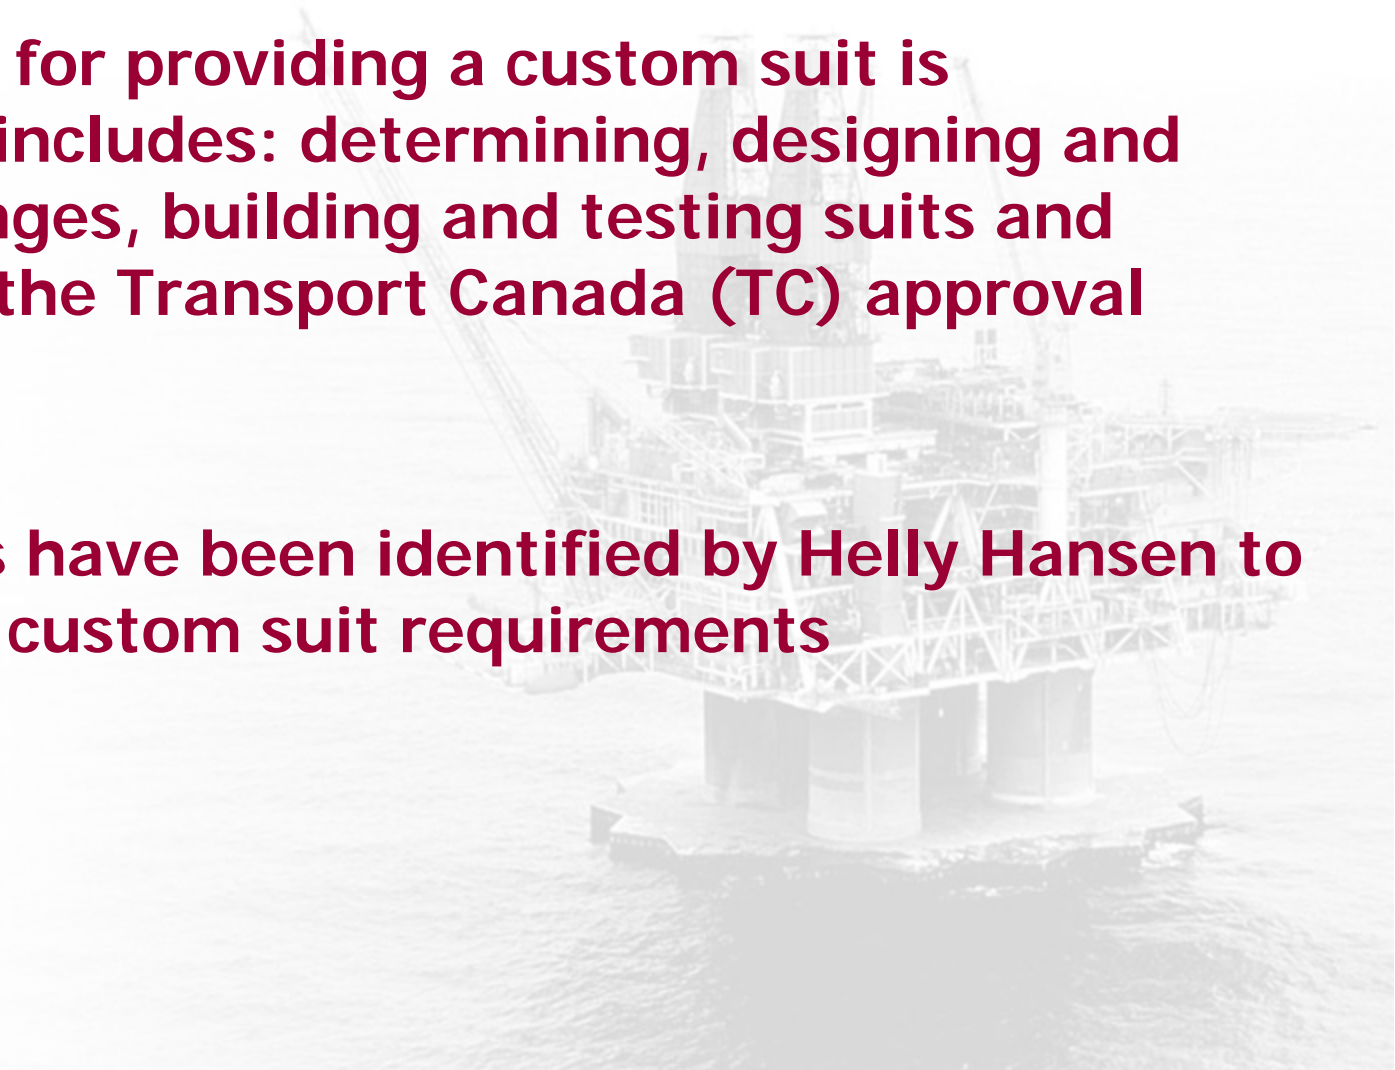 for providing a custom suit is
includes: determining, designing and
nges, building and testing suits and
the Transport Canada (TC) approval
s have been identified by Helly Hansen to
custom suit requirements